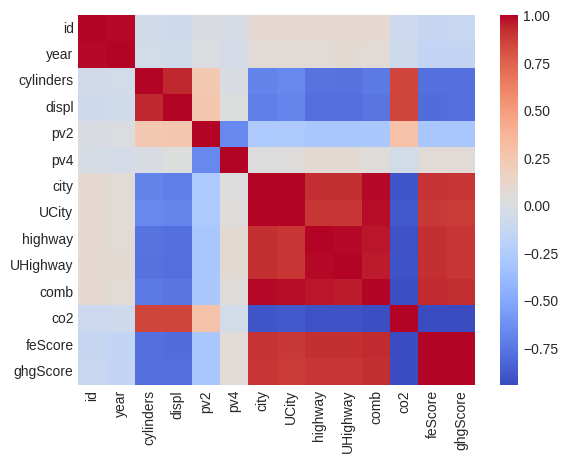 id
year
cylinders
displ
pv2
pv4
city
UCity
highway
UHighway
comb
co2
feScore
ghgScore
id
year
cylinders
displ
pv2
pv4
city
UCity
highway
UHighway
comb
co2
feScore
ghgScore
1.00
0.75
0.50
0.25
0.00
−0.25
−0.50
−0.75